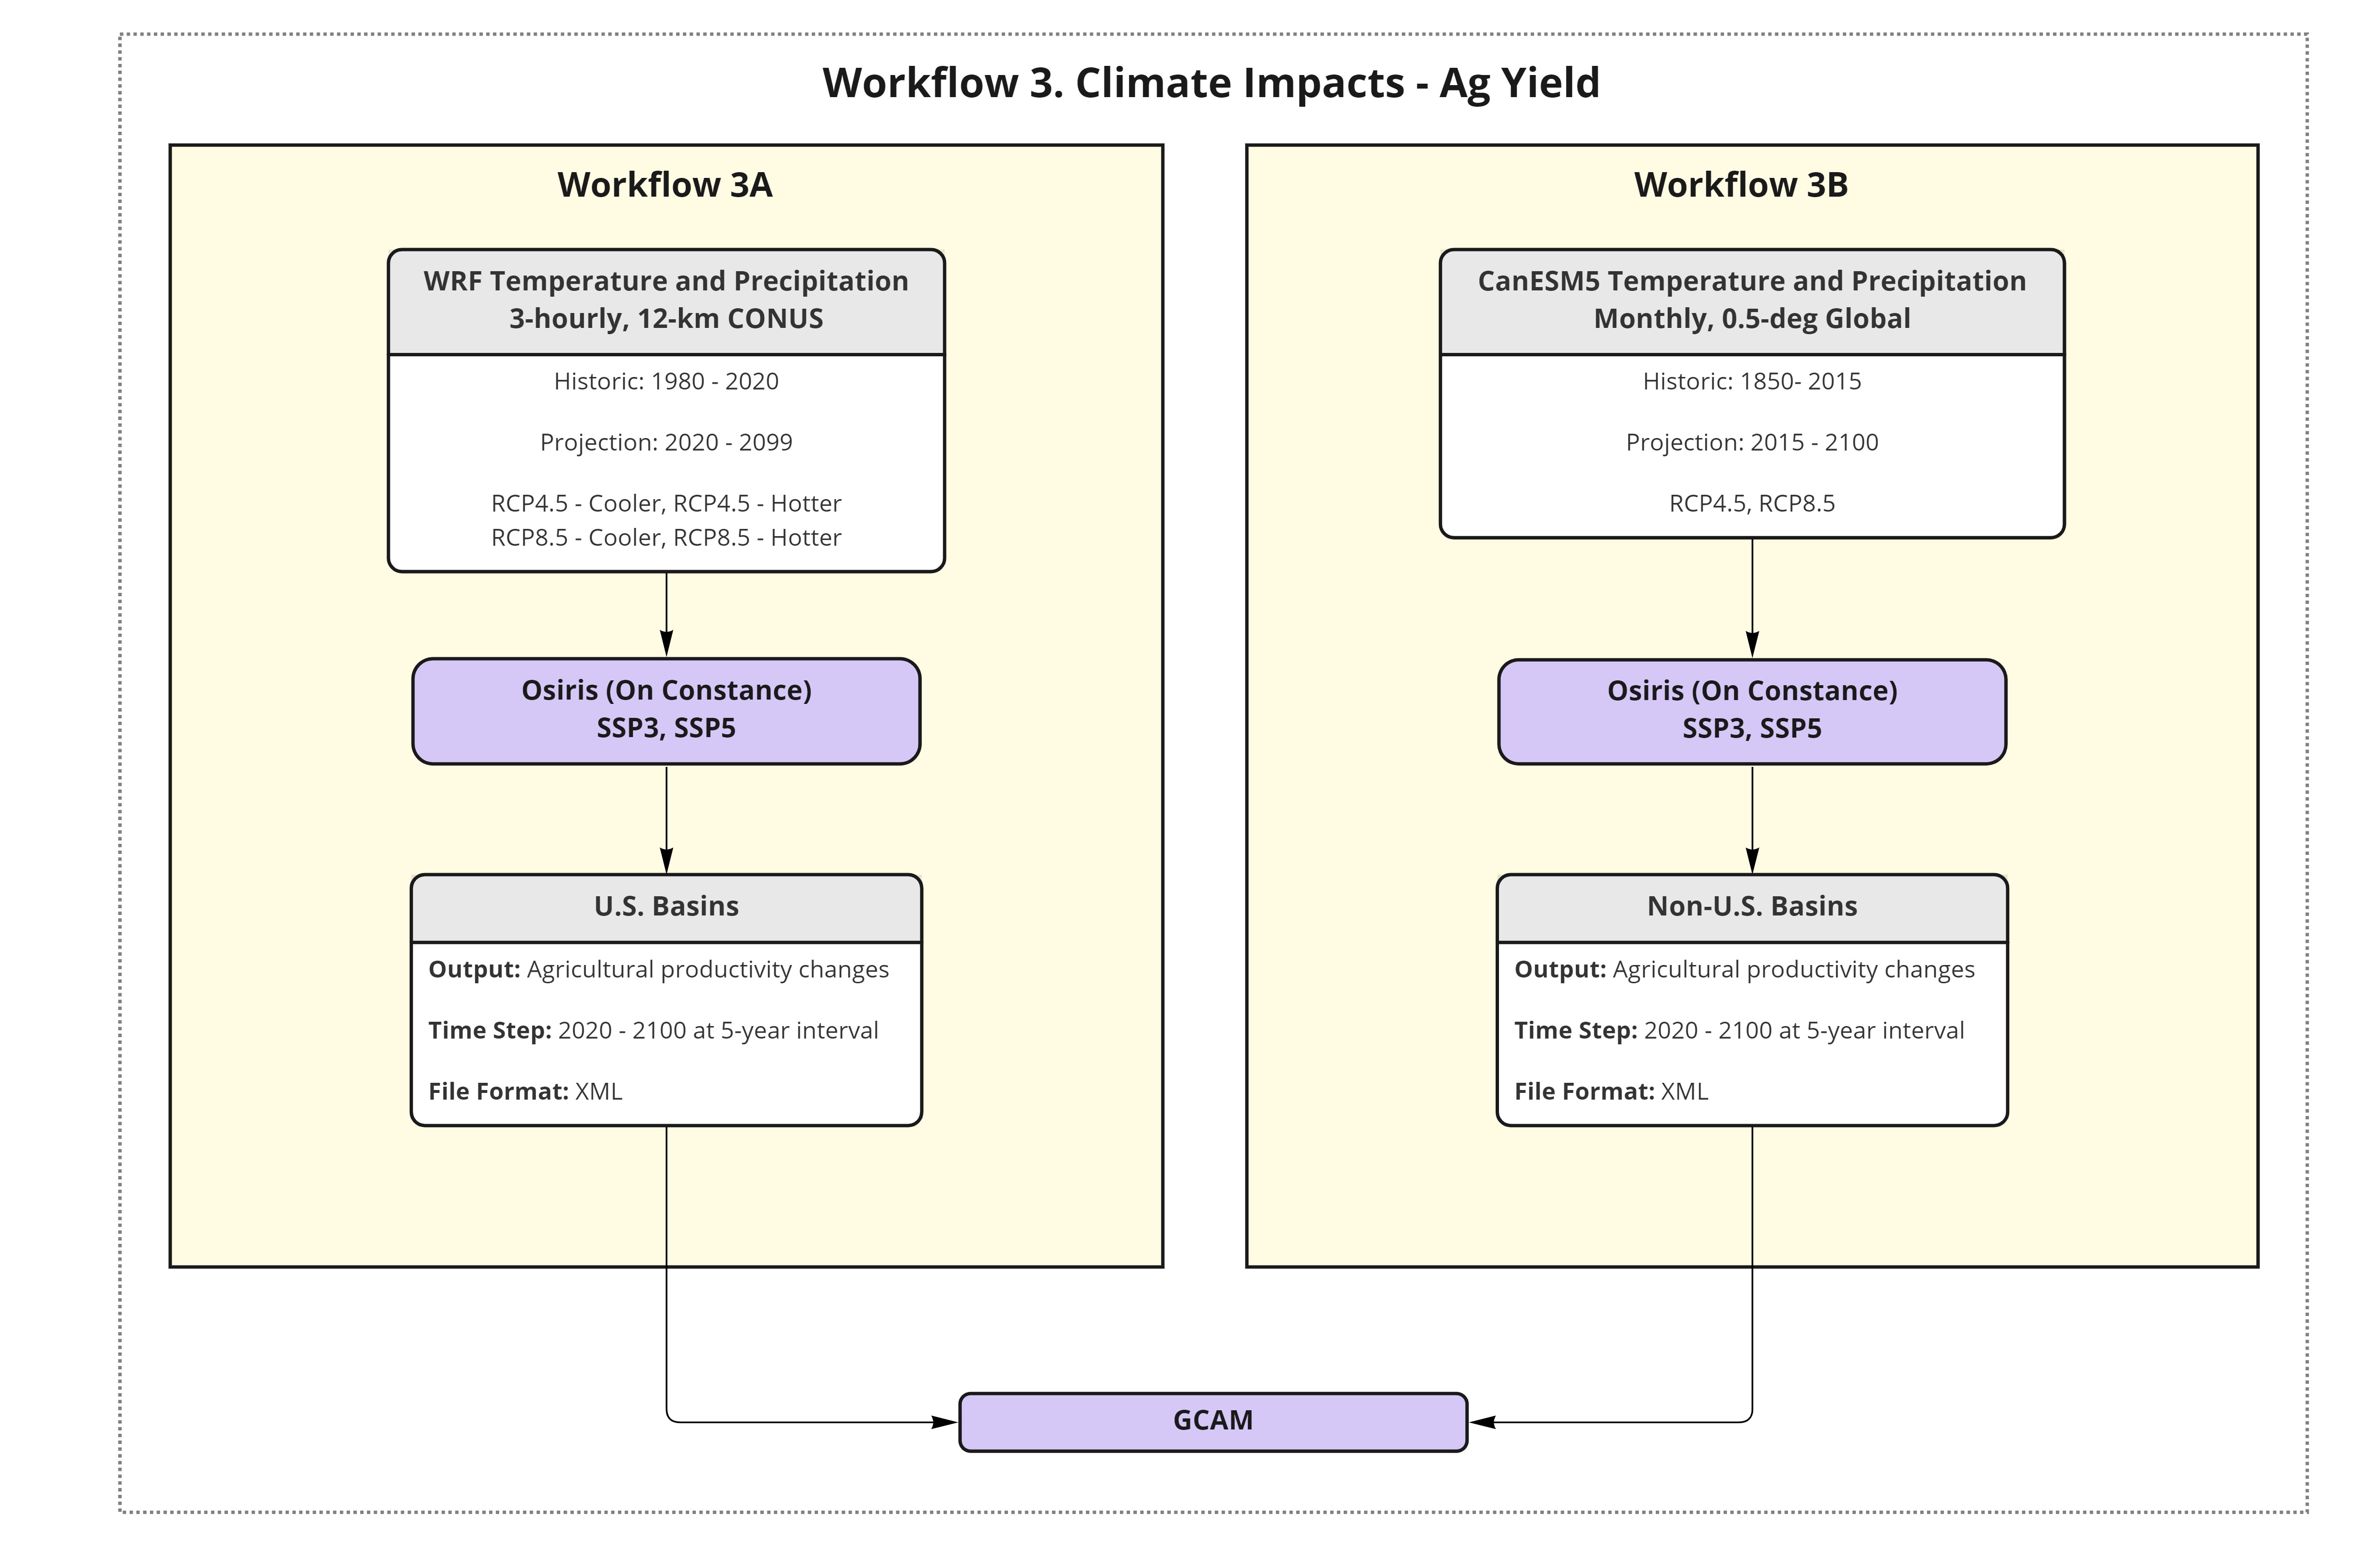 Workflow 3. Climate Impacts - Ag Yield
Workflow 3A
WRF Temperature and Precipitation
3-hourly, 12-km CONUS
Historic: 1980 - 2020
Projection: 2020 - 2099
RCP4.5 - Cooler, RCP4.5 - Hotter
RCP8.5 - Cooler, RCP8.5 - Hotter
Osiris (On Constance)
SSP3, SSP5
U.S. Basins
Output: Agricultural productivity changes
Time Step: 2020 - 2100 at 5-year interval
File Format: XML
Workflow 3B
CanESM5 Temperature and Precipitation
Monthly, 0.5-deg Global
Historic: 1850- 2015
Projection: 2015 - 2100
RCP4.5, RCP8.5
Osiris (On Constance)
SSP3, SSP5
Non-U.S. Basins
Output: Agricultural productivity changes
Time Step: 2020 - 2100 at 5-year interval
File Format: XML
GCAM